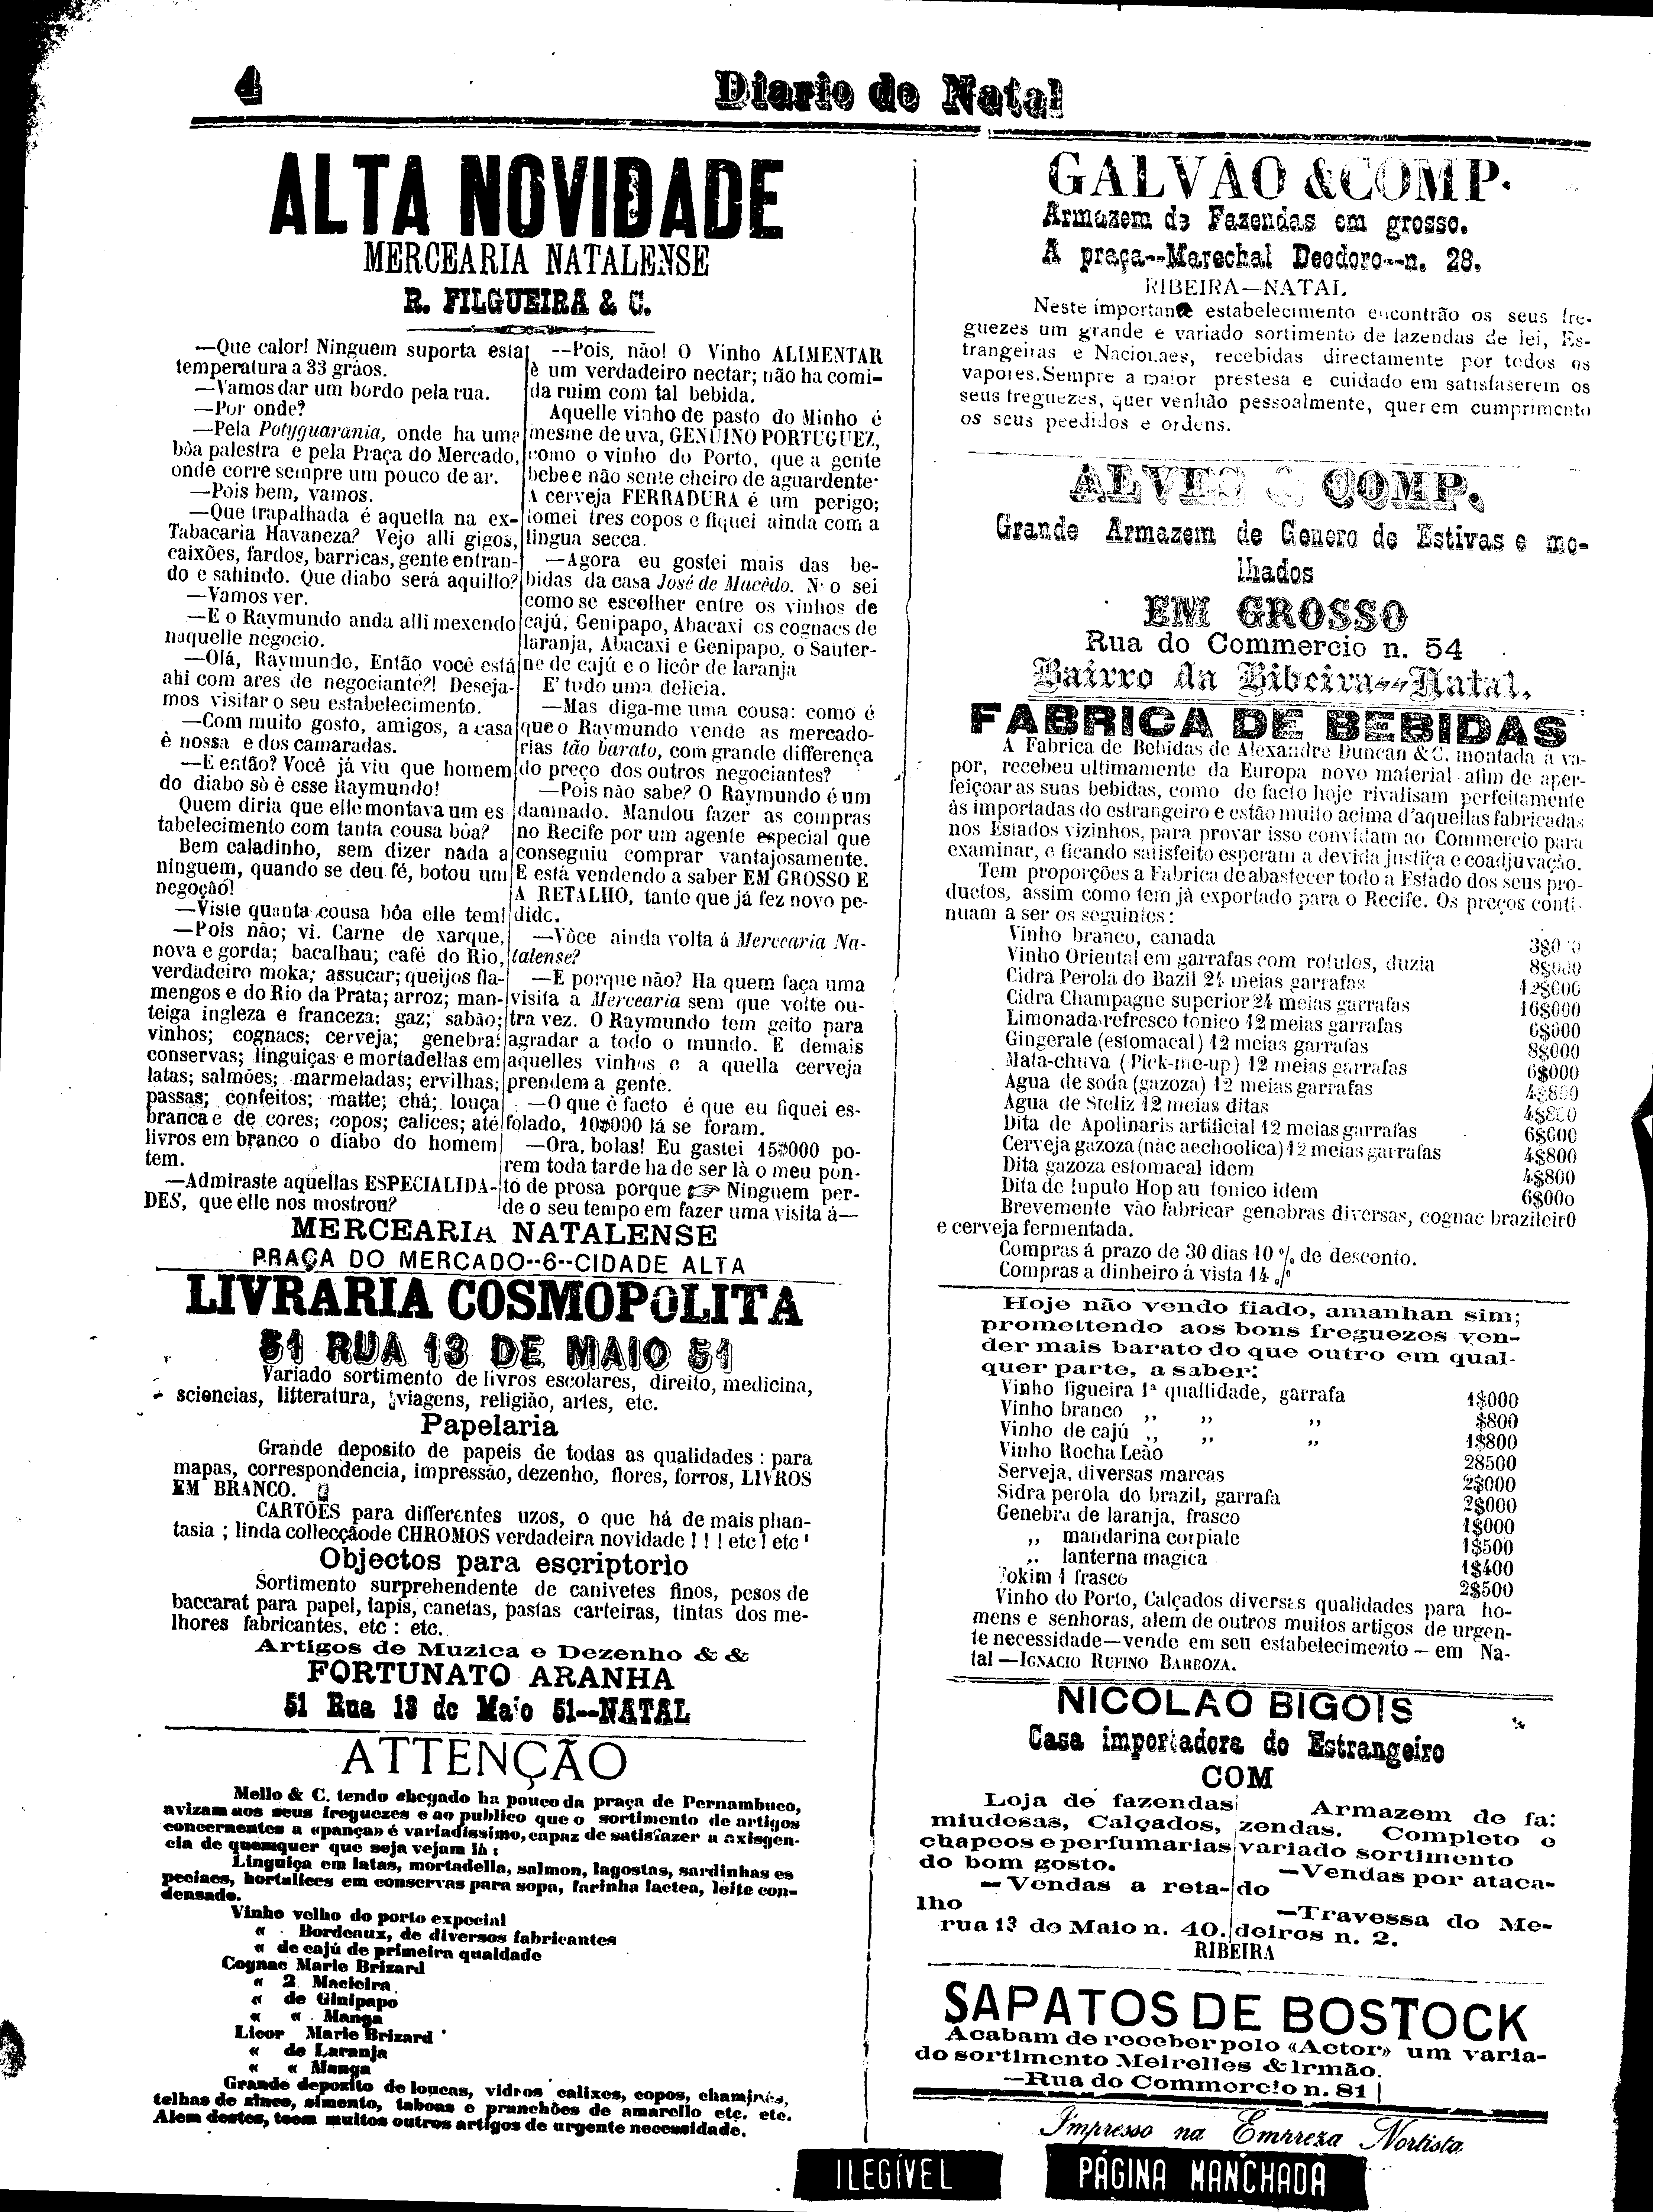 4
Diario do Natal
ALTA NOVIDADE
MERCEARIA NATALENSE
R. FILGUEIRA & C.
—Que calor! Ninguem suporta esta
temperatura a 33 gráos.
—Vamos dar um bordo pela rua.
—Por onde?
—Pela Potyguarania, onde ha uma
bòa palestra e pela Praça do Mercado,
onde corre sempre um pouco de ar.
—Pois bem, vamos.
—Que trapalhada é aquella na ex-
Tabacaria Havaneza? Vejo alli gigos,
caixões, fardos, barricas, gente entran-
do e sahindo. Que diabo será aquillo?
—Vamos ver.
—E o Raymundo anda alli mexendo
naquelle negocio.
—Olá, Raymundo, Então você está
ahi com ares de negociante?! Deseja-
mos visitar o seu estabelecimento.
—Com muito gosto, amigos, a casa
è nossa e dos camaradas.
—E então? Você já viu que homem
do diabo sò è esse Raymundo!
Quem diria que elle montava um es
tabelecimento com tanta cousa bòa?
Bem caladinho, sem dizer nada a
ninguem, quando se deu fé, botou um
negoção!
—Viste quanta cousa bôa elle tem!
—Pois não; vi. Carne de xarque,
nova e gorda; bacalhau; café do Rio,
verdadeiro moka; assucar; queijos fla-
mengos e do Rio da Prata; arroz; man-
teiga ingleza e franceza; gaz; sabão;
vinhos; cognacs; cerveja; genebra;
conservas; linguiças e mortadellas em
latas; salmões; marmeladas; ervilhas;
passas; confeitos; matte; chá; louça
branca e de cores; copos; calices; até
livros em branco o diabo do homem
tem.
—Admiraste aquellas ESPECIALIDA-
DES, que elle nos mostrou?
--Pois, não! O Vinho ALIMENTAR
è um verdadeiro nectar; não ha comi-
da ruim com tal bebida.
Aquelle vinho de pasto do Minho é
mesme de uva, GENUINO PORTUGUEZ,
como o vinho do Porto, que a gente
bebe e não sente cheiro de aguardente.
A cerveja FERRADURA é um perigo;
tomei tres copos e fiquei ainda com a
lingua secca.
—Agora eu gostei mais das be-
bidas da casa José de Macêdo. N o sei
como se escolher entre os vinhos de
cajú, Genipapo, Abacaxi os cognacs de
laranja, Abacaxi e Genipapo, o Sauter-
ne de cajú e o licôr de laranja
E' tudo uma delicia.
—Mas diga-me uma cousa: como é
que o Raymundo vende as mercado-
rias tão barato, com grande differença
do preço dos outros negociantes?
—Pois não sabe? O Raymundo é um
damnado. Mandou fazer as compras
no Recife por um agente especial que
conseguiu comprar vantajosamente.
E está vendendo a saber EM GROSSO E
A RETALHO, tanto que já fez novo pe-
dido.
—Vôce ainda volta á Mercearia Na-
talense?
—E porque não? Ha quem faça uma
visita a Mercearia sem que volte ou-
tra vez. O Raymundo tem geito para
agradar a todo o mundo. E demais
aquelles vinhos e a quella cerveja
prendem a gente.
—O que è facto é que eu fiquei es-
folado, 10$000 lá se foram.
—Ora, bolas! Eu gastei 15$000 po-
rem toda tarde ha de ser là o meu pon-
tó de prosa porque ☞ Ninguem per-
de o seu tempo em fazer uma visita á—
MERCEARIA NATALENSE
PRAÇA DO MERCADO--6--CIDADE ALTA
LIVRARIA COSMOPOLITA
51 RUA 13 DE MAIO 51
Variado sortimento de livros escolares, direito, medicina,
sciencias, litteratura, viagens, religião, artes, etc.
Papelaria
Grande deposito de papeis de todas as qualidades : para
mapas, correspondencia, impressão, dezenho, flores, forros, LIVROS
EM BRANCO.
CARTÕES para differentes uzos, o que há de mais phan-
tasia ; linda collecçãode CHROMOS verdadeira novidade ! ! ! etc ! etc '
Objectos para escriptorio
Sortimento surprehendente de canivetes finos, pesos de
baccarat para papel, lapis, canetas, pastas carteiras, tintas dos me-
lhores fabricantes, etc : etc.
Artigos de Muzica e Dezenho & &
FORTUNATO ARANHA
51 Rua 13 de Maio 51--NATAL
ATTENÇÃO
Mello & C. tendo chegado ha pouco da praça de Pernambuco,
avizam aos seus freguezes e ao publico que o sortimento de artigos
concernentes a «pança» é variadissimo, capaz de satisfazer a axisgen-
cia de quemquer que seja vejam lá :
Linguiça em latas, mortadella, salmon, lagostas, sardinhas es
peciaes, hortalices em conservas para sopa, farinha lactea, leite con-
densado.
Vinho velho do porto expecial
« Bordeaux, de diversos fabricantes
« de cajú de primeira qualdade
Cognac Marie Brizard
« 2 Macieira
« de Ginipapo
« « Manga
Licor Marie Brizard
« de Laranja
« « Manga
Grande depozito de loucas, vidros calixes, copos, chaminés,
telhas de zinco, simento, taboas e pranchões de amarello etc. etc.
Alem destes, teem muitos outros artigos de urgente necessidade.
GALVÃO & COMP.
Armazem de Fazendas em grosso.
A praça--Marechal Deodoro--n. 28.
RIBEIRA—NATAL
Neste importante estabelecimento encontrão os seus fre-
guezes um grande e variado sortimento de fazendas de lei, Es-
trangeiras e Nacionaes, recebidas directamente por todos os
vapores. Sempre a maior prestesa e cuidado em satisfaserem os
seus freguezes, quer venhão pessoalmente, quer em cumprimento
os seus peedidos e ordens.
ALVES & COMP.
Grande Armazem de Genero de Estivas e mo-
lhados
EM GROSSO
Rua do Commercio n. 54
Bairro da Ribeira--Natal.
FABRICA DE BEBIDAS
A Fabrica de Bebidas de Alexandre Duncan & C. montada á va-
por, recebeu ultimamente da Europa novo material afim de aper-
feiçoar as suas bebidas, como de facto hoje rivalisam perfeitamente
às importadas do estrangeiro e estão muito acima d'aquellas fabricadas
nos Estados vizinhos, para provar isso convidam ao Commercio para
examinar, e ficando satisfeito esperam a devida justiça e coadjuvação.
Tem proporções a Fabrica de abastecer todo a Estado dos seus pro-
ductos, assim como tem já exportado para o Recife. Os preços conti-
nuam a ser os seguintes :
Vinho branco, canada
Vinho Oriental em garrafas com rotulos, duzia 8$000
Cidra Perola do Bazil 24 meias garrafas 12$000
Cidra Champagne superior 24 meias garrafas 16$000
Limonada refresco tonico 12 meias garrafas 6$000
Gingerale (estomacal) 12 meias garrafas 8$000
Mata-chuva (Pick-me-up) 12 meias garrafas 6$000
Agua de soda (gazoza) 12 meias garrafas 4$800
Agua de Steliz 12 meias ditas 4$800
Dita de Apolinaris artificial 12 meias garrafas 6$000
Cerveja gazoza (nãc aechoolica) 12 meias garrafas 4$800
Dita gazoza estomacal idem 4$800
Dita de lupulo Hop au tonico idem 6$000
Brevemente vão fabricar genebras diversas, cognac brazileiro
e cerveja fermentada.
Compras á prazo de 30 dias 10 % de desconto.
Compras a dinheiro á vista 14 %
Hoje não vendo fiado, amanhan sim;
promettendo aos bons freguezes ven-
der mais barato do que outro em qual-
quer parte, a saber:
Vinho figueira 1ª quallidade, garrafa 1$000
Vinho branco ,, ,, ,, $800
Vinho de cajú ,, ,, ,, 1$800
Vinho Rocha Leão 2$500
Serveja, diversas marcas 2$000
Sidra perola do brazil, garrafa 2$000
Genebra de laranja, frasco 1$000
,, mandarina corpiale 1$500
,, lanterna magica 1$400
Tokim 1 frasco 2$500
Vinho do Porto, Calçados diversas qualidades para ho-
mens e senhoras, alem de outros muitos artigos de urgen-
te necessidade—vende em seu estabelecimento — em Na-
tal —IGNACIO RUFINO BARBOZA.
NICOLAO BIGOIS
Casa importadora do Estrangeiro
COM
Loja de fazendas
miudesas, Calçados,
chapeos e perfumarias
do bom gosto.
—Vendas a reta-
lho
rua 13 de Maio n. 40.
Armazem de fa:
zendas. Completo e
variado sortimento
—Vendas por ataca-
do
—Travessa do Me-
deiros n. 2.
RIBEIRA
SAPATOS DE BOSTOCK
Acabam de receber pelo «Actor» um varia-
do sortimento Meirelles & Irmão.
—Rua do Commercio n. 81
Impresso na Empreza Nortista
ILEGÍVEL
PÁGINA MANCHADA